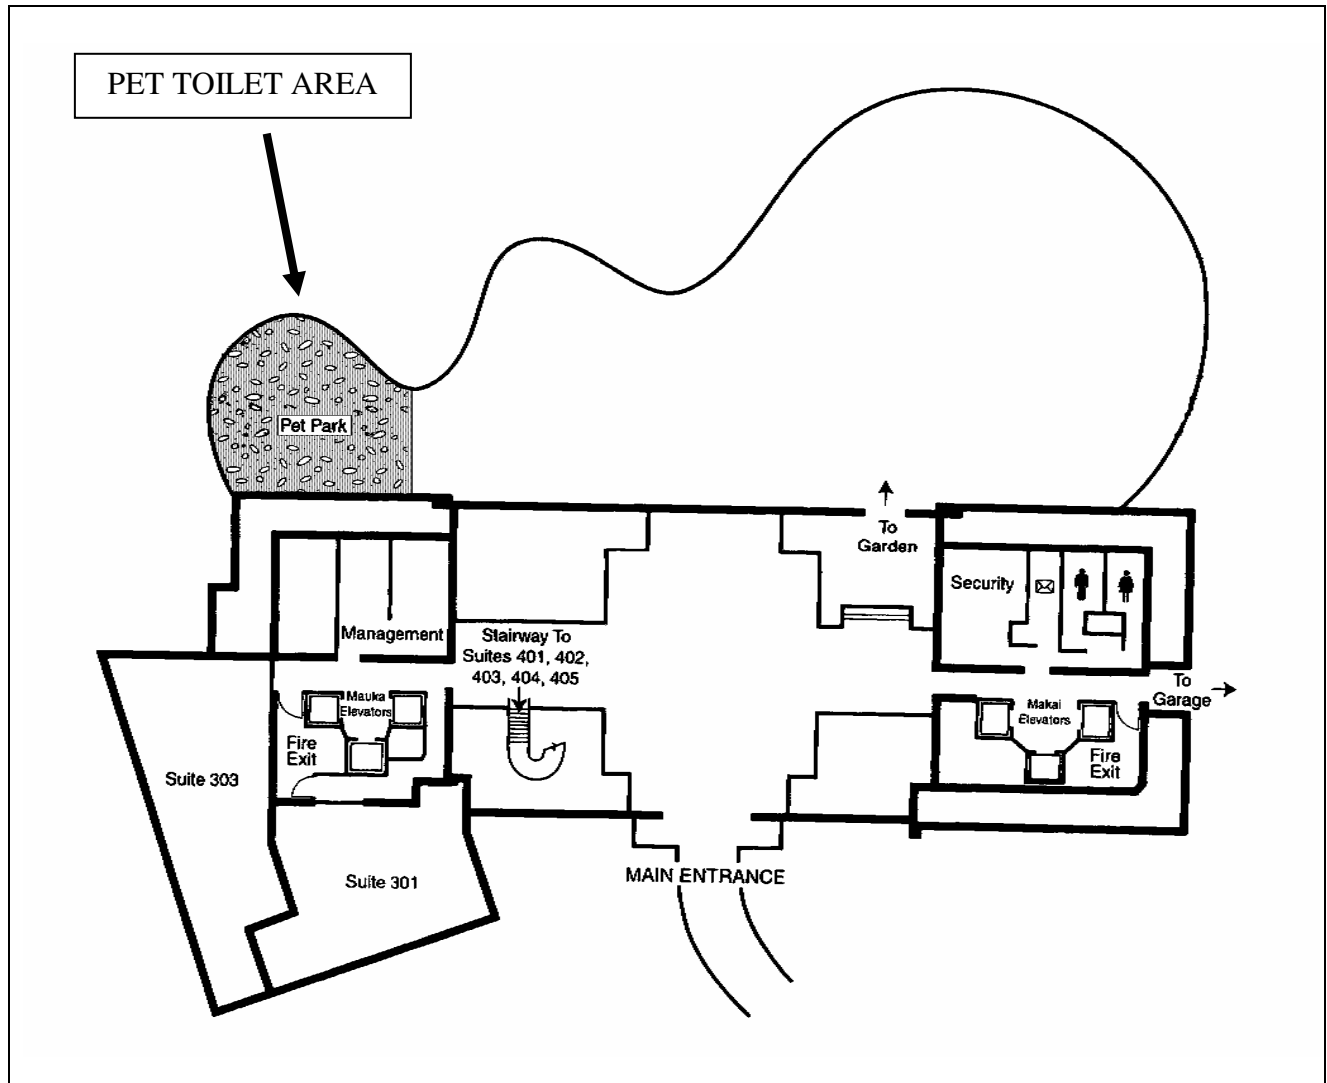 PET TOILET AREA
Pet Park
To
Garden
Security
Management
Stairway To
Suites 401, 402,
403, 404, 405
To
Garage
Mauka
Elevators
Makai
Elevators
Fire
Exit
Fire
Exit
Suite 303
Suite 301
MAIN ENTRANCE